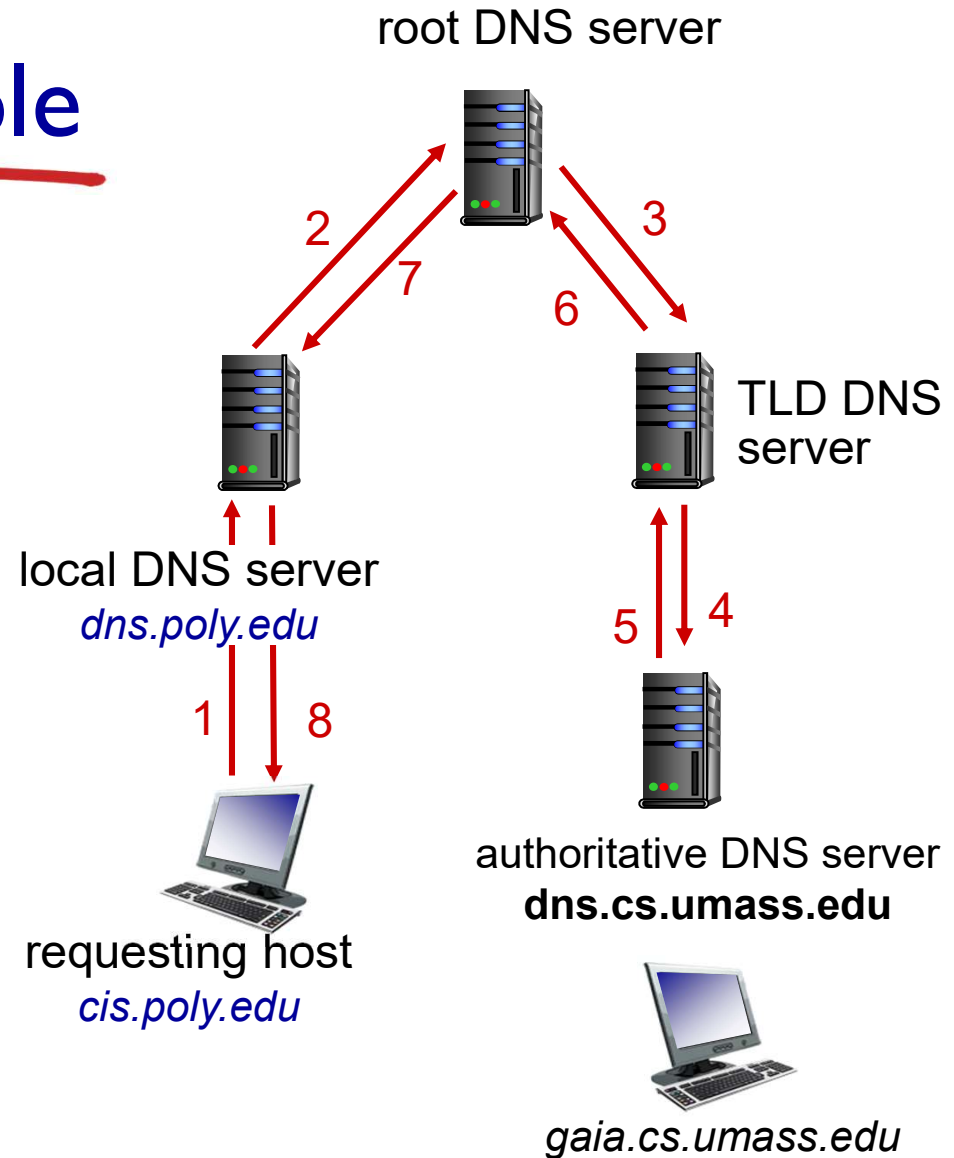 root DNS server
2
3
7
6
TLD DNS
server
local DNS server
dns.poly.edu
5
4
1
8
authoritative DNS server
dns.cs.umass.edu
requesting host
cis.poly.edu
gaia.cs.umass.edu